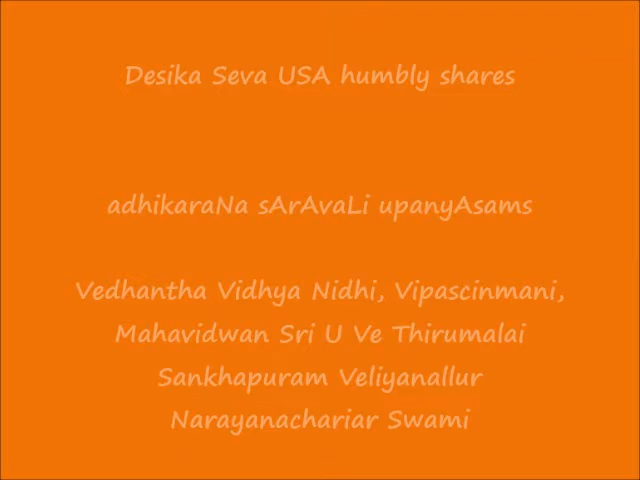 Desika Seva USA humbly shares
adhikaraNa sArAvaLi upanyAsams
Vedhantha Vidhya Nidhi, Vipascinmani,
Mahavidwan Sri U Ve Thirumalai
Sankhapuram Veliyanallur
Narayanachariar Swami